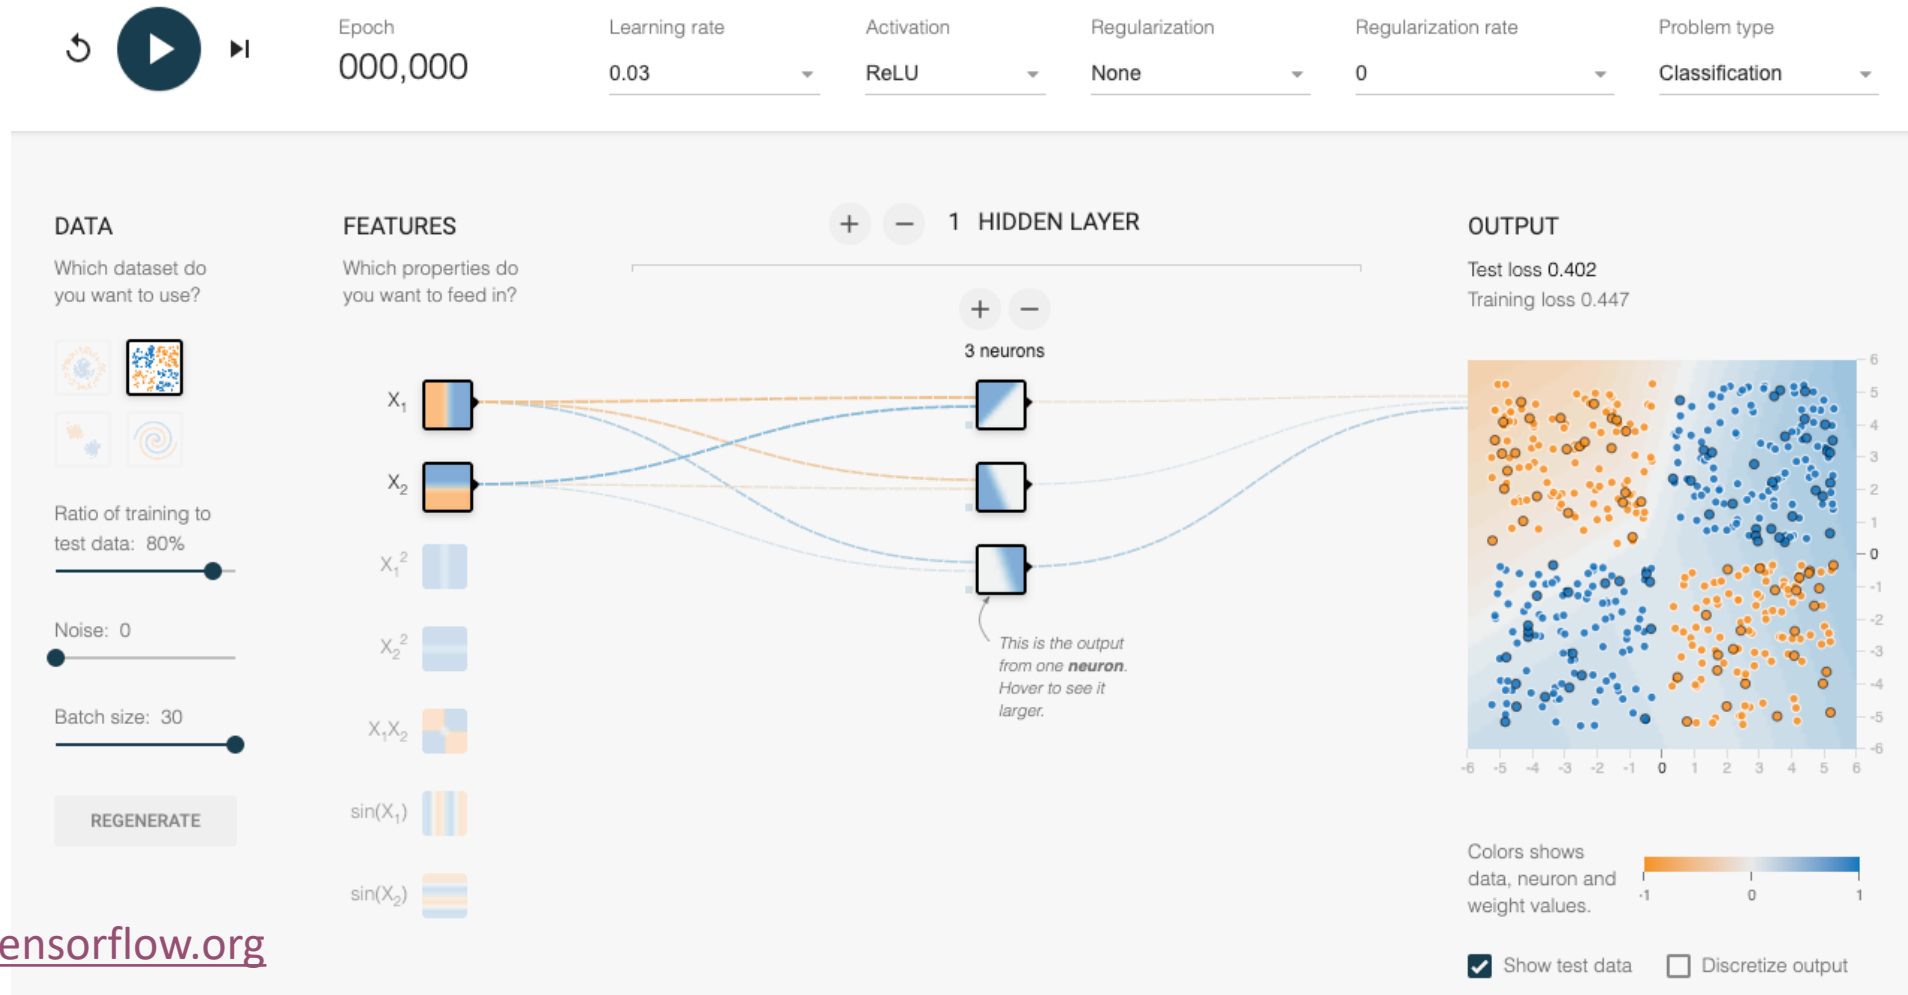 Epoch
000,000
Learning rate
0.03
Activation
ReLU
Regularization
None
Regularization rate
0
Problem type
Classification
DATA
Which dataset do
you want to use?
Ratio of training to
test data: 80%
Noise: 0
Batch size: 30
REGENERATE
FEATURES
Which properties do
you want to feed in?
X₁
X₂
X₁²
X₂²
X₁X₂
sin(X₁)
sin(X₂)
+ − 1 HIDDEN LAYER
+ −
3 neurons
This is the output
from one neuron.
Hover to see it
larger.
OUTPUT
Test loss 0.402
Training loss 0.447
6
5
4
3
2
1
0
-1
-2
-3
-4
-5
-6
-6 -5 -4 -3 -2 -1 0 1 2 3 4 5 6
Colors shows
data, neuron and
weight values.
-1 0 1
Show test data
Discretize output
ensorflow.org